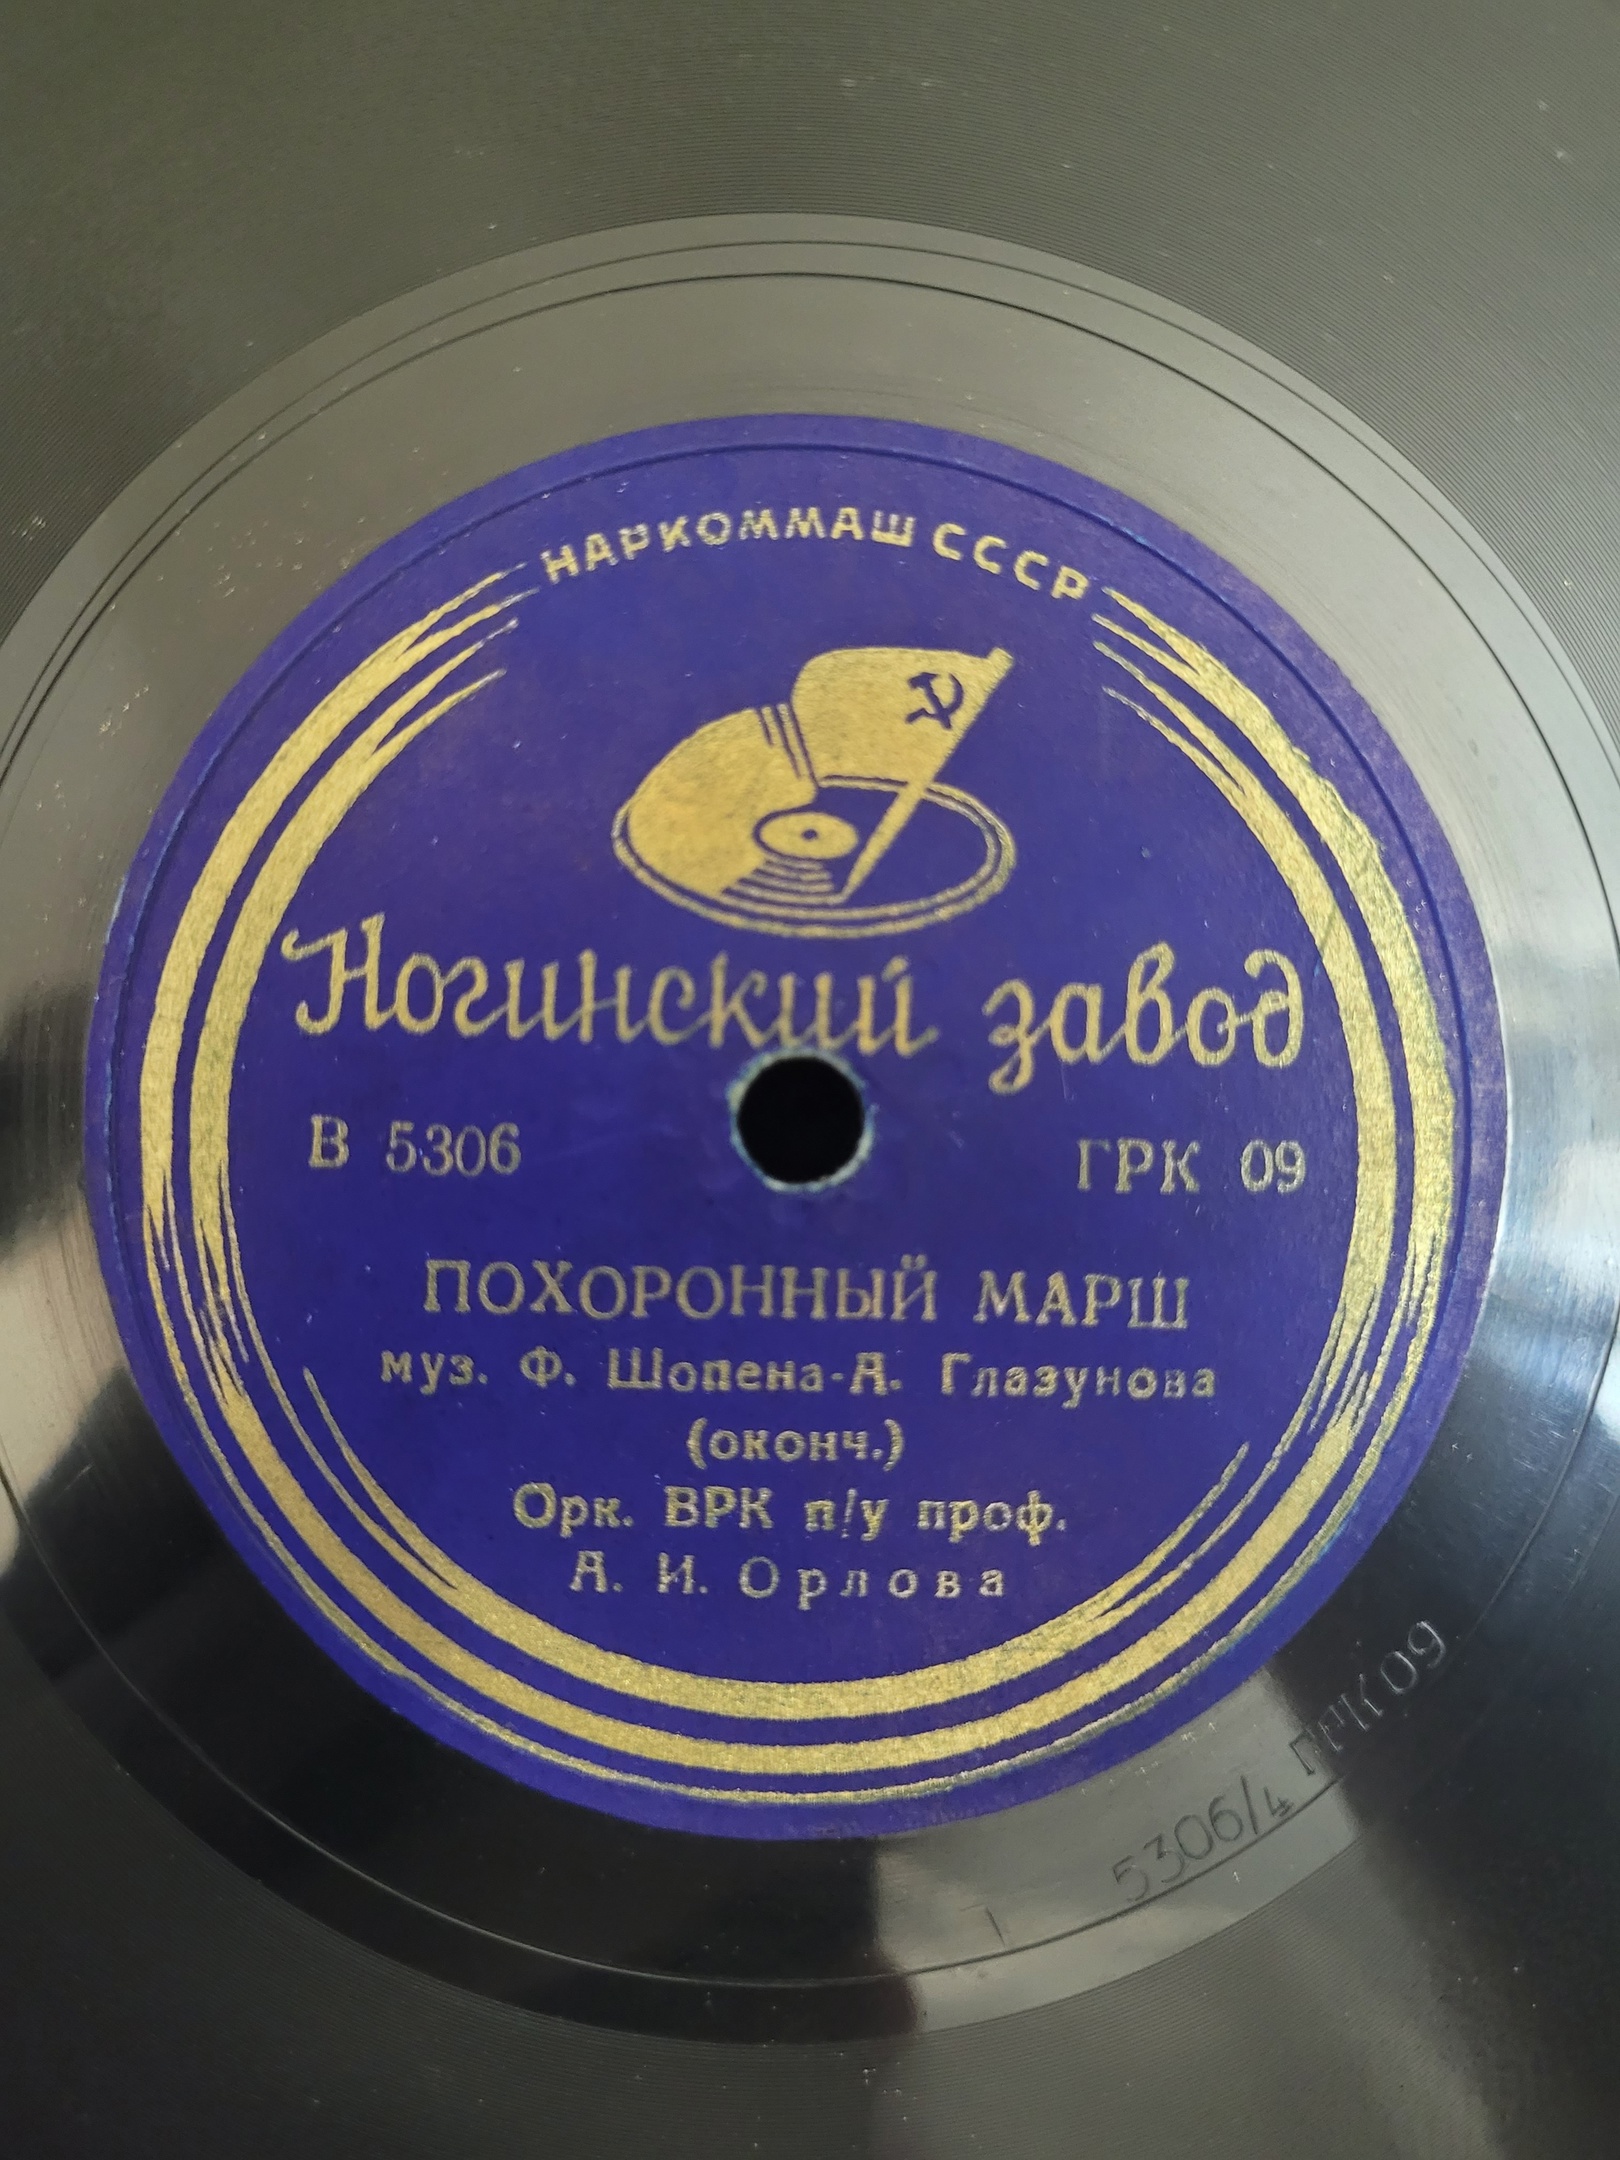 НАРКОММАШ СССР
Ногинский завод
В 5306 ГРК 09
ПОХОРОННЫЙ МАРШ
муз. Ф. Шопена-А. Глазунова
(оконч.)
Орк. ВРК п/у проф.
А. И. Орлова
5306/4 ГРК 09